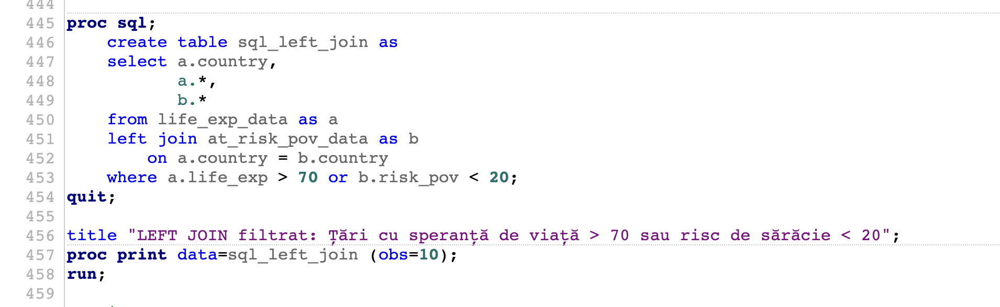 444
445 proc sql;
446     create table sql_left_join as
447     select a.country,
448            a.*,
449            b.*
450     from life_exp_data as a
451     left join at_risk_pov_data as b
452         on a.country = b.country
453     where a.life_exp > 70 or b.risk_pov < 20;
454 quit;
455
456 title "LEFT JOIN filtrat: Țări cu speranță de viață > 70 sau risc de sărăcie < 20";
457 proc print data=sql_left_join (obs=10);
458 run;
459